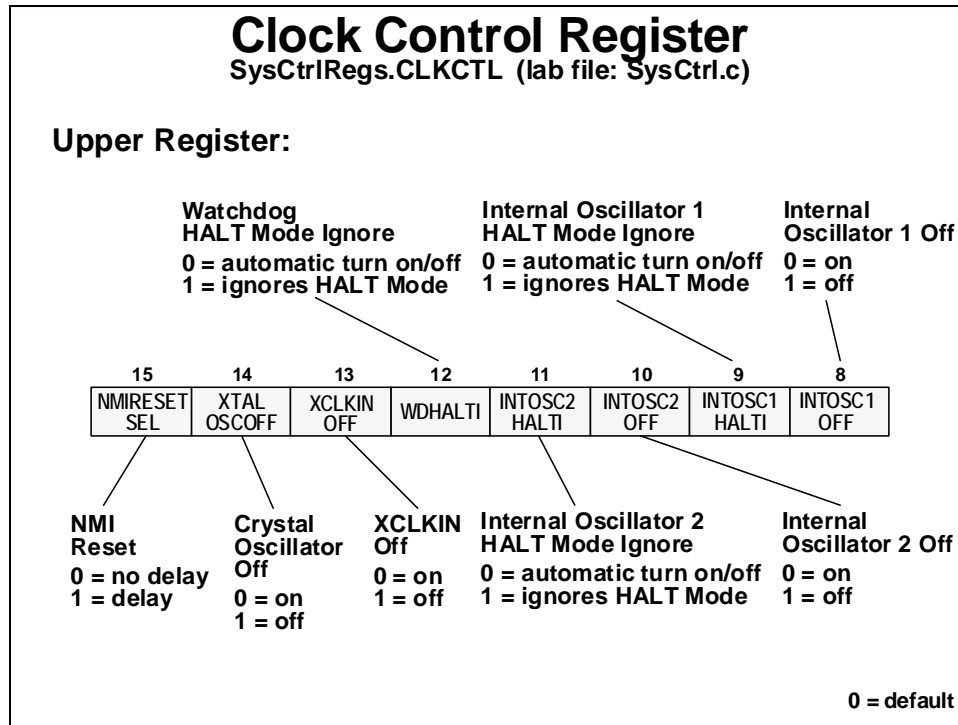 Clock Control Register
SysCtrlRegs.CLKCTL (lab file: SysCtrl.c)
Upper Register:
Watchdog
HALT Mode Ignore
0 = automatic turn on/off
1 = ignores HALT Mode
Internal Oscillator 1
HALT Mode Ignore
0 = automatic turn on/off
1 = ignores HALT Mode
Internal
Oscillator 1 Off
0 = on
1 = off
15 14 13 12 11 10 9 8
NMIRESET
SEL
XTAL
OSCOFF
XCLKIN
OFF
WDHALTI
INTOSC2
HALTI
INTOSC2
OFF
INTOSC1
HALTI
INTOSC1
OFF
NMI
Reset
0 = no delay
1 = delay
Crystal
Oscillator
Off
0 = on
1 = off
XCLKIN
Off
0 = on
1 = off
Internal Oscillator 2
HALT Mode Ignore
0 = automatic turn on/off
1 = ignores HALT Mode
Internal
Oscillator 2 Off
0 = on
1 = off
0 = default